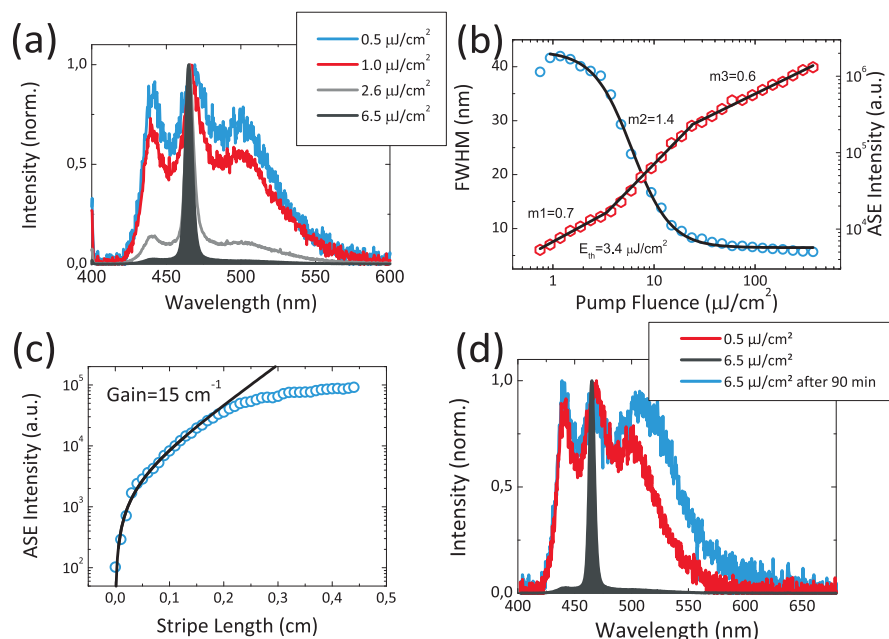 (a)
0.5 μJ/cm²
1.0 μJ/cm²
2.6 μJ/cm²
6.5 μJ/cm²
Intensity (norm.)
1,0
0,5
0,0
400 450 500 550 600
Wavelength (nm)
(b)
FWHM (nm)
40
30
20
10
m1=0.7
m2=1.4
m3=0.6
E_th=3.4 μJ/cm²
10⁶
10⁵
10⁴
ASE Intensity (a.u.)
1 10 100
Pump Fluence (μJ/cm²)
(c)
Gain=15 cm⁻¹
ASE Intensity (a.u.)
10⁵
10⁴
10³
10²
0,0 0,1 0,2 0,3 0,4 0,5
Stripe Length (cm)
(d)
0.5 μJ/cm²
6.5 μJ/cm²
6.5 μJ/cm² after 90 min
Intensity (norm.)
1,0
0,5
0,0
400 450 500 550 600 650
Wavelength (nm)